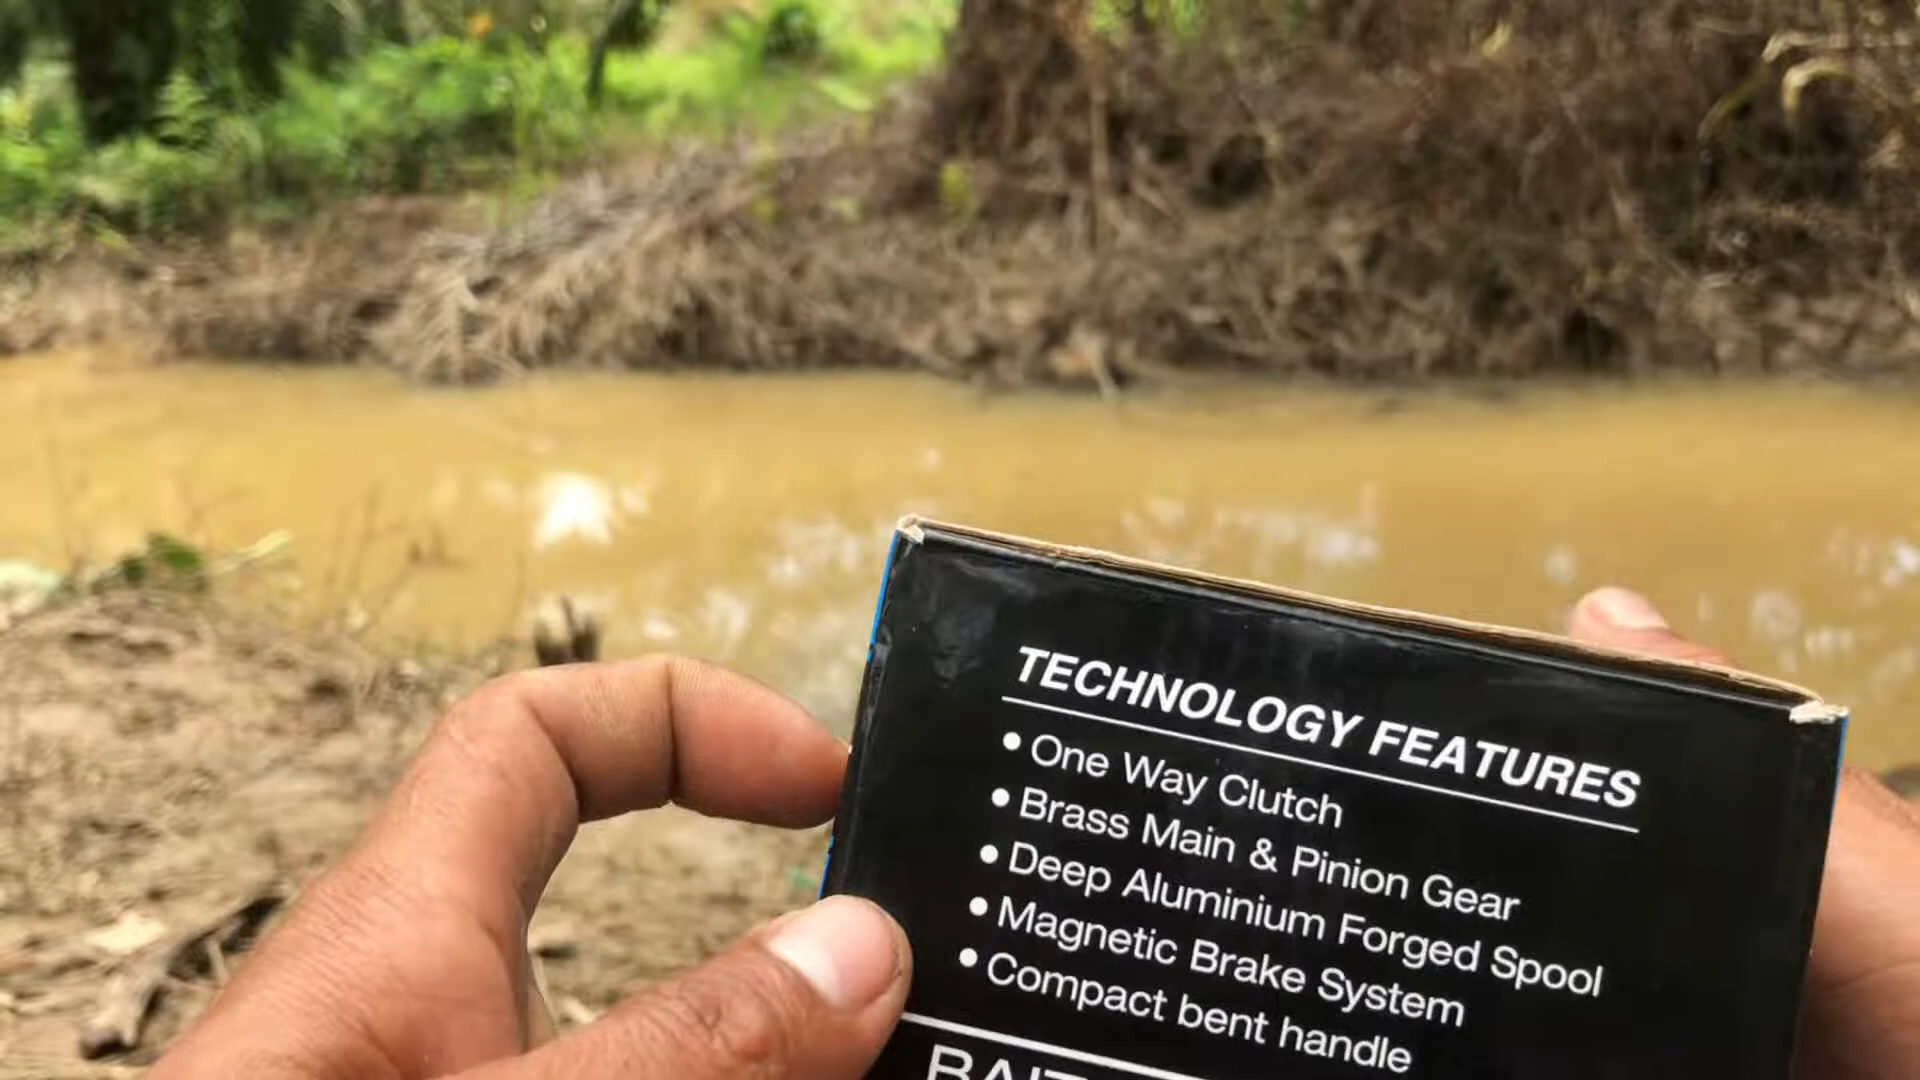 TECHNOLOGY FEATURES
• One Way Clutch
• Brass Main & Pinion Gear
• Deep Aluminium Forged Spool
• Magnetic Brake System
• Compact bent handle